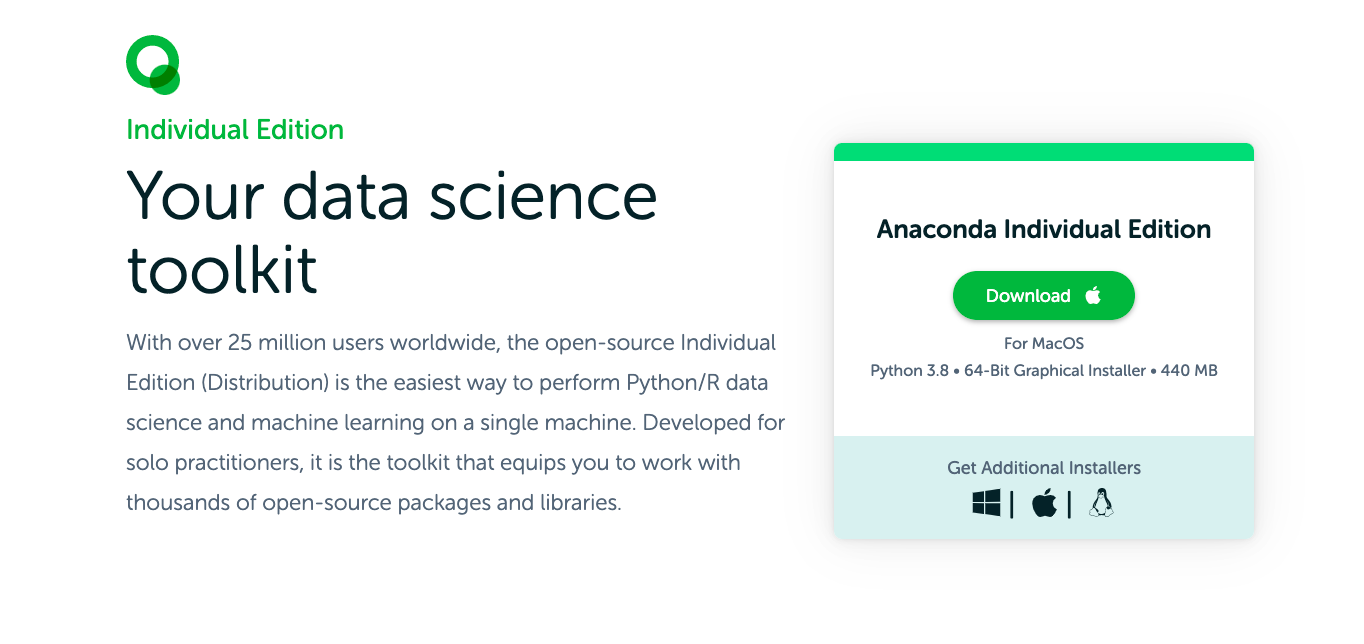 Individual Edition
Your data science
toolkit
With over 25 million users worldwide, the open-source Individual
Edition (Distribution) is the easiest way to perform Python/R data
science and machine learning on a single machine. Developed for
solo practitioners, it is the toolkit that equips you to work with
thousands of open-source packages and libraries.
Anaconda Individual Edition
Download
For MacOS
Python 3.8 • 64-Bit Graphical Installer • 440 MB
Get Additional Installers